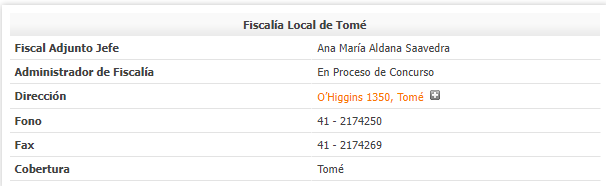 Fiscalía Local de Tomé
Fiscal Adjunto Jefe Ana María Aldana Saavedra
Administrador de Fiscalía En Proceso de Concurso
Dirección O'Higgins 1350, Tomé
Fono 41 - 2174250
Fax 41 - 2174269
Cobertura Tomé